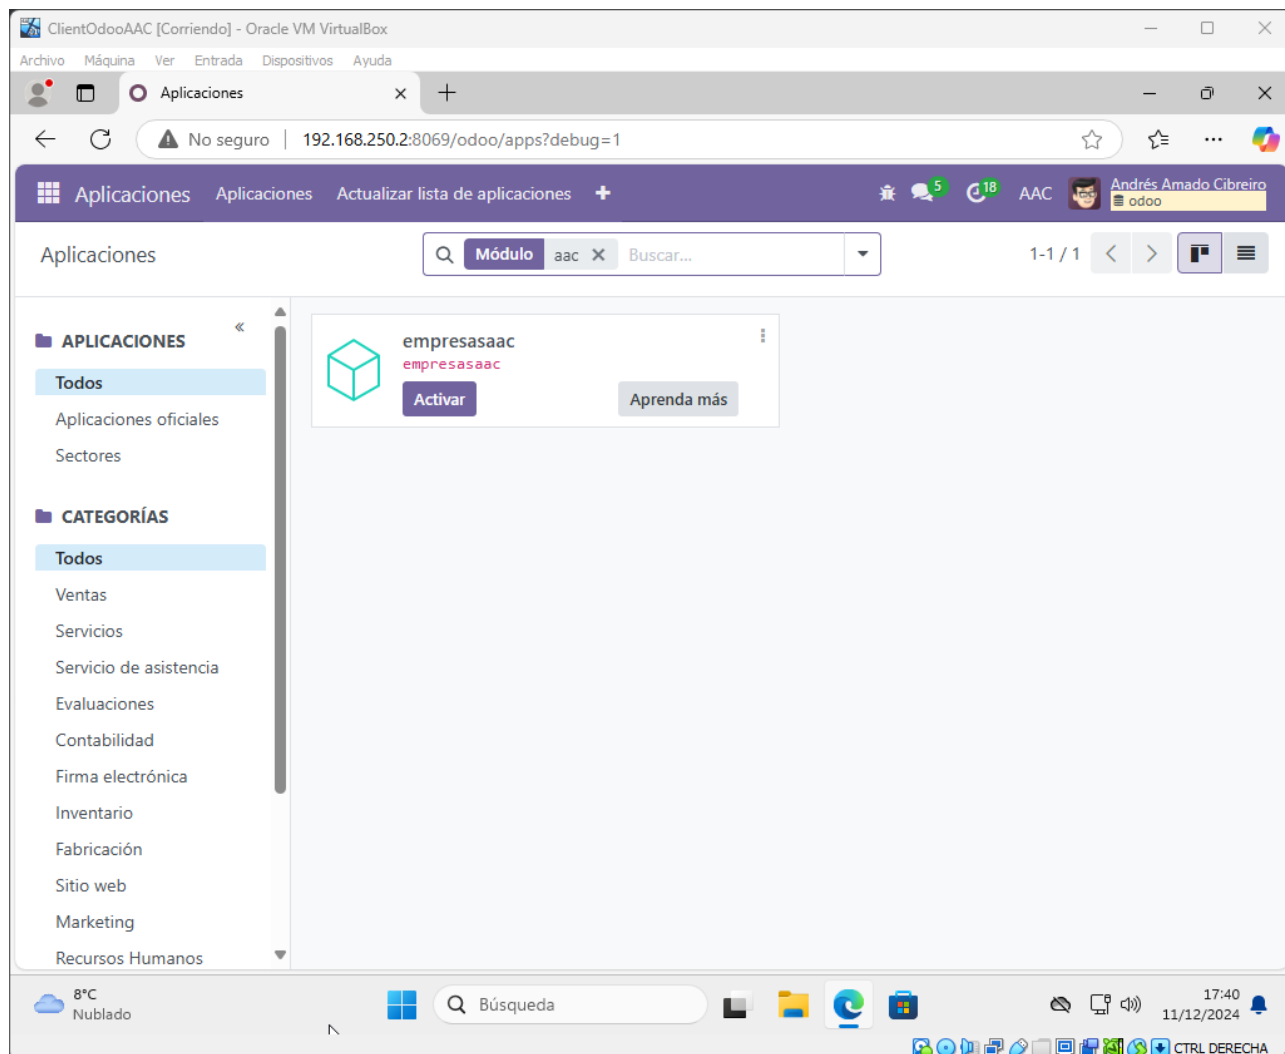 ClientOdooAAC [Corriendo] - Oracle VM VirtualBox
Archivo Máquina Ver Entrada Dispositivos Ayuda
Aplicaciones
No seguro 192.168.250.2:8069/odoo/apps?debug=1
Aplicaciones Aplicaciones Actualizar lista de aplicaciones 5 18 AAC Andrés Amado Cibreiro
odoo
Aplicaciones Módulo aac Buscar... 1-1 / 1
APLICACIONES
Todos
Aplicaciones oficiales
Sectores
CATEGORÍAS
Todos
Ventas
Servicios
Servicio de asistencia
Evaluaciones
Contabilidad
Firma electrónica
Inventario
Fabricación
Sitio web
Marketing
Recursos Humanos
empresasaac
empresasaac
Activar Aprenda más
8°C
Nublado
Búsqueda
17:40
11/12/2024
CTRL DERECHA